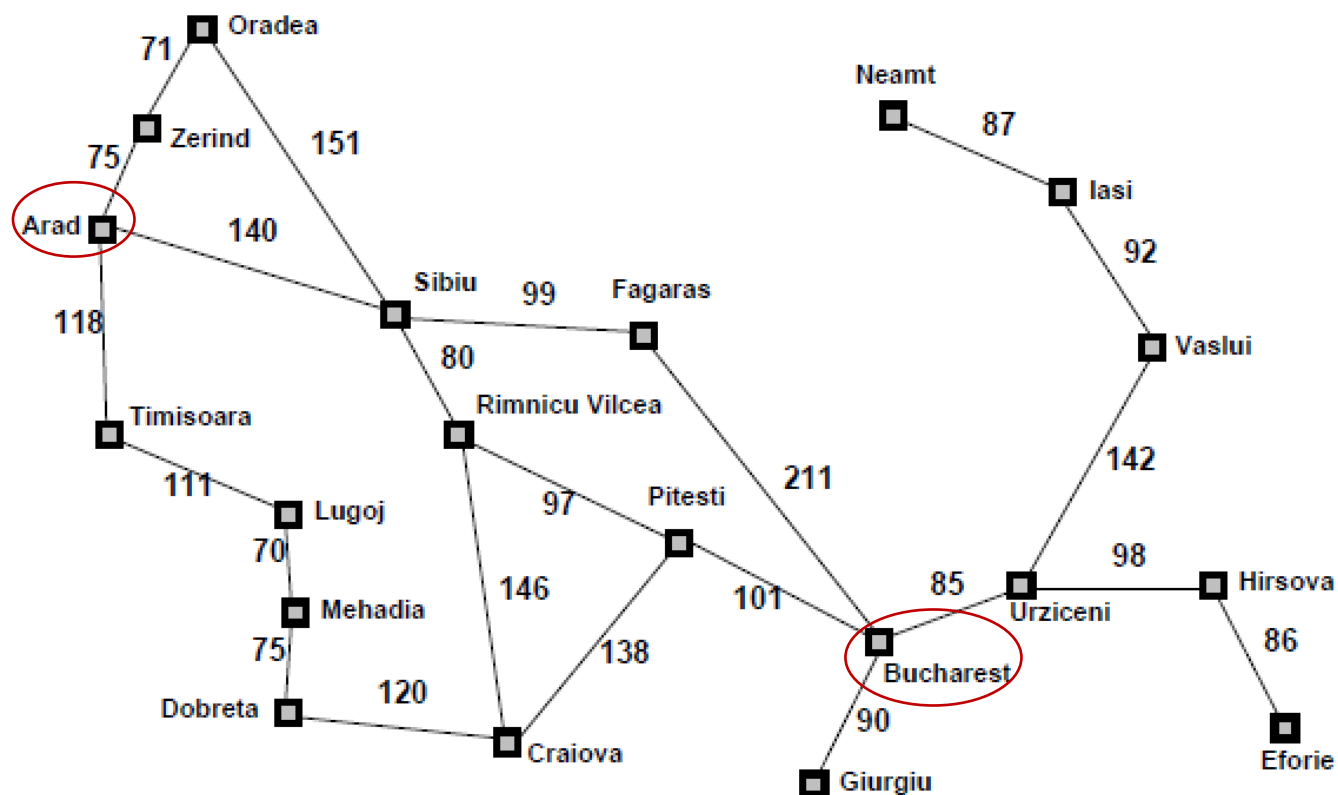 Oradea
71
Neamt
87
Zerind
151
75
Iasi
Arad
140
92
Sibiu
99
Fagaras
118
80
Vaslui
Rimnicu Vilcea
Timisoara
142
211
111
97
Pitesti
Lugoj
70
98
146
101
85
Hirsova
Mehadia
Urziceni
75
138
86
Bucharest
120
Dobreta
90
Craiova
Eforie
Giurgiu